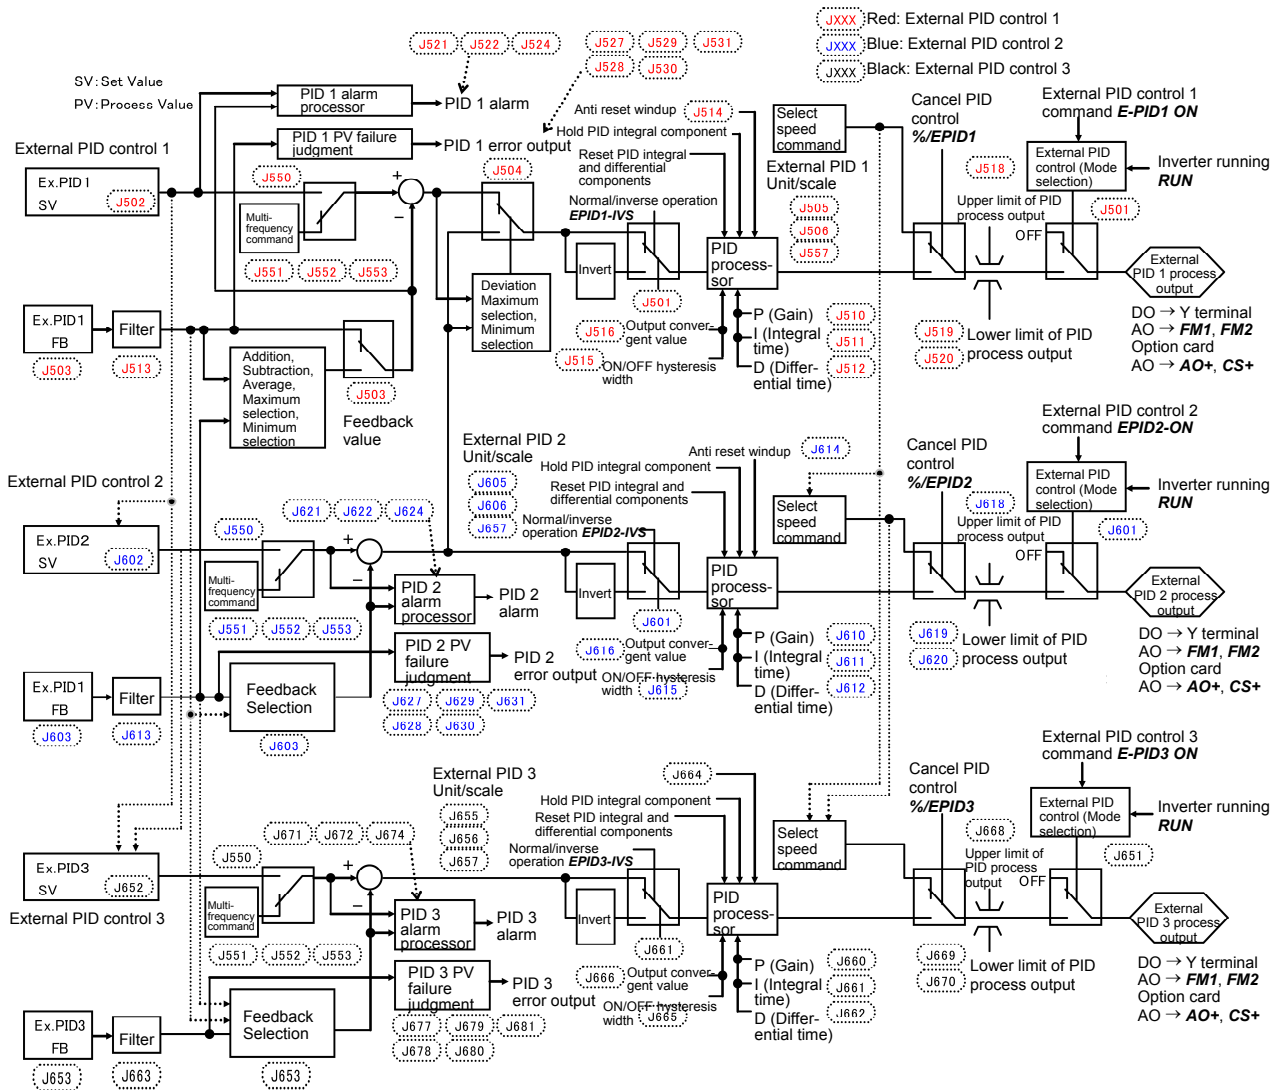 JXXX Red: External PID control 1
JXXX Blue: External PID control 2
JXXX Black: External PID control 3
SV: Set Value
PV: Process Value
J521 J522 J524
J527 J529 J531
J528 J530
PID 1 alarm
processor
PID 1 alarm
PID 1 PV failure
judgment
PID 1 error output
External PID control 1
Ex.PID1
SV
J502
J550
Multi-
frequency
command
J551 J552 J553
+
−
J504
Anti reset windup J514
Hold PID integral component
Reset PID integral
and differential
components
Normal/inverse operation
EPID1-IVS
Invert
J501
PID
process-
sor
Select
speed
command
External PID 1
Unit/scale
J505
J506
J557
Cancel PID
control
%/EPID1
External PID control 1
command E-PID1 ON
External PID
control (Mode
selection)
Inverter running
RUN
J518
Upper limit of PID
process output
J501
OFF
External
PID 1 process
output
DO → Y terminal
AO → FM1, FM2
Option card
AO → AO+, CS+
J519
J520
Lower limit of PID
process output
Ex.PID1
FB
J503
Filter
J513
Addition,
Subtraction,
Average,
Maximum
selection,
Minimum
selection
J503
Feedback
value
Deviation
Maximum
selection,
Minimum
selection
J516 Output conver-
gent value
J515 ON/OFF hysteresis
width
P (Gain) J510
I (Integral
time) J511
D (Differ-
ential time) J512
External PID control 2
Ex.PID2
SV
J602
J550
Multi-
frequency
command
J551 J552 J553
J621 J622 J624
+
−
PID 2
alarm
processor
PID 2
alarm
PID 2 PV
failure
judgment
PID 2
error output
J627 J629 J631
J628 J630
External PID 2
Unit/scale
J605
J606
J657
Anti reset windup J614
Hold PID integral component
Reset PID integral and
differential components
Normal/inverse
operation EPID2-IVS
Invert
J601
PID
process-
sor
Select
speed
command
Cancel PID
control
%/EPID2
External PID control 2
command EPID2-ON
External PID
control (Mode
selection)
Inverter running
RUN
J618
Upper limit of PID
process output
J601
OFF
External
PID 2 process
output
DO → Y terminal
AO → FM1, FM2
Option card
AO → AO+, CS+
J619
J620
Lower limit of PID
process output
Ex.PID1
FB
J603
Filter
J613
Feedback
Selection
J603
J616 Output conver-
gent value
ON/OFF hysteresis
width J615
P (Gain) J610
I (Integral
time) J611
D (Differ-
ential time) J612
Ex.PID3
SV
J652
External PID control 3
J550
Multi-
frequency
command
J551 J552 J553
J671 J672 J674
+
−
PID 3
alarm
processor
PID 3
alarm
PID 3 PV
failure
judgment
PID 3
error output
J677 J679 J681
J678 J680
External PID 3
Unit/scale
J655
J656
J657
J664
Hold PID integral component
Reset PID integral and
differential components
Normal/inverse
operation EPID3-IVS
Invert
J661
PID
process-
sor
Select
speed
command
Cancel PID
control
%/EPID3
External PID control 3
command E-PID3 ON
External PID
control (Mode
selection)
Inverter running
RUN
J668
Upper limit of
PID process
output
J651
OFF
External
PID 3 process
output
DO → Y terminal
AO → FM1, FM2
Option card
AO → AO+, CS+
J669
J670
Lower limit of PID
process output
Ex.PID3
FB
J653
Filter
J663
Feedback
Selection
J653
J666 Output conver-
gent value
ON/OFF hysteresis
width J665
P (Gain) J660
I (Integral
time) J661
D (Differ-
ential time) J662